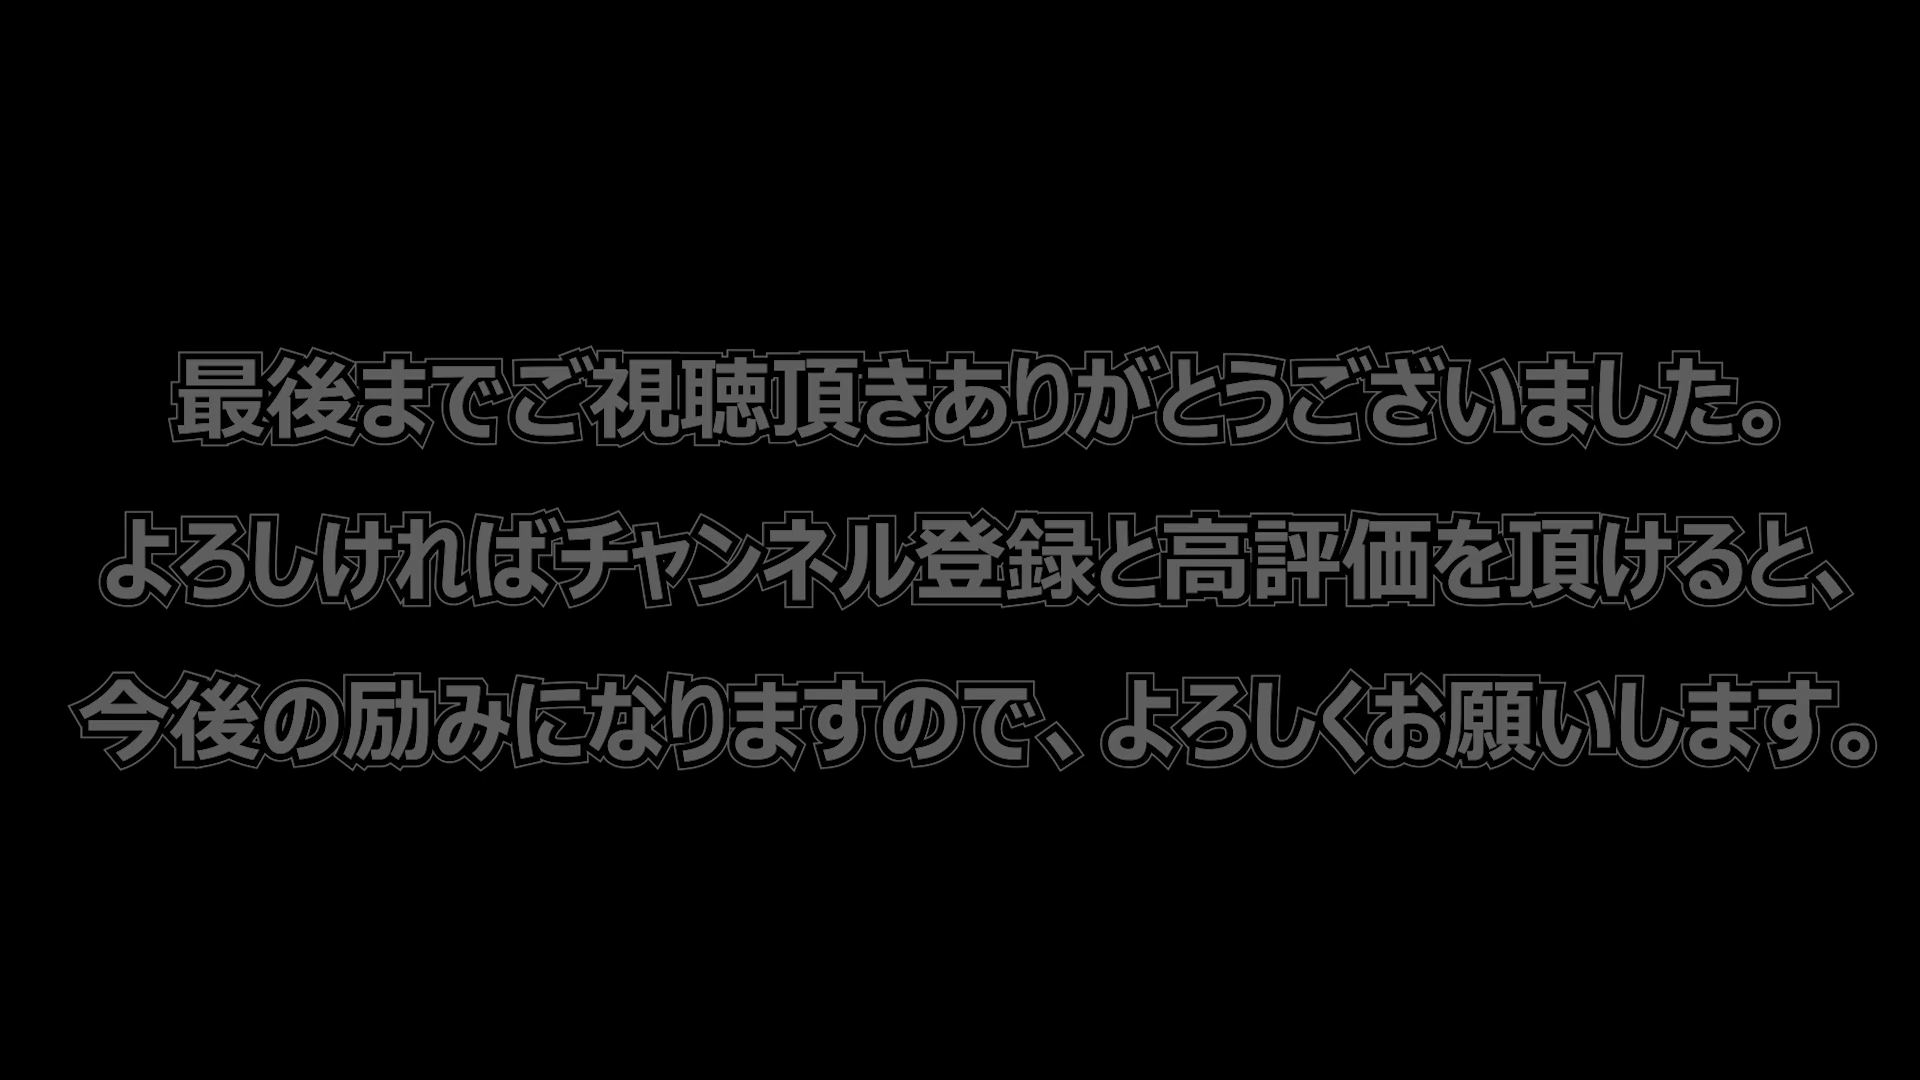 最後までご視聴頂きありがとうございました。
よろしければチャンネル登録と高評価を頂けると、
今後の励みになりますので、よろしくお願いします。